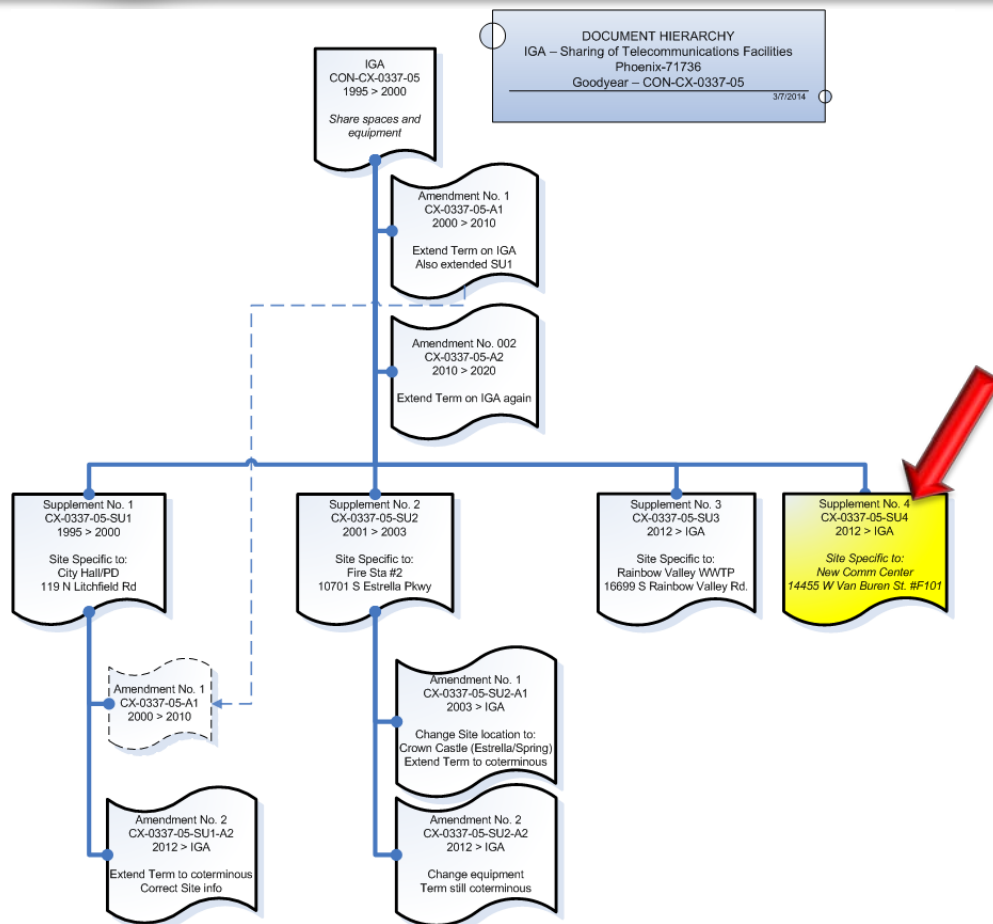 DOCUMENT HIERARCHY
IGA – Sharing of Telecommunications Facilities
Phoenix-71736
Goodyear – CON-CX-0337-05
3/7/2014
IGA
CON-CX-0337-05
1995 > 2000
Share spaces and
equipment
Amendment No. 1
CX-0337-05-A1
2000 > 2010
Extend Term on IGA
Also extended SU1
Amendment No. 002
CX-0337-05-A2
2010 > 2020
Extend Term on IGA again
Supplement No. 1
CX-0337-05-SU1
1995 > 2000
Site Specific to:
City Hall/PD
119 N Litchfield Rd
Supplement No. 2
CX-0337-05-SU2
2001 > 2003
Site Specific to:
Fire Sta #2
10701 S Estrella Pkwy
Supplement No. 3
CX-0337-05-SU3
2012 > IGA
Site Specific to:
Rainbow Valley WWTP
16699 S Rainbow Valley Rd.
Supplement No. 4
CX-0337-05-SU4
2012 > IGA
Site Specific to:
New Comm Center
14455 W Van Buren St. #F101
Amendment No. 1
CX-0337-05-A1
2000 > 2010
Amendment No. 1
CX-0337-05-SU2-A1
2003 > IGA
Change Site location to:
Crown Castle (Estrella/Spring)
Extend Term to coterminous
Amendment No. 2
CX-0337-05-SU1-A2
2012 > IGA
Extend Term to coterminous
Correct Site info
Amendment No. 2
CX-0337-05-SU2-A2
2012 > IGA
Change equipment
Term still coterminous